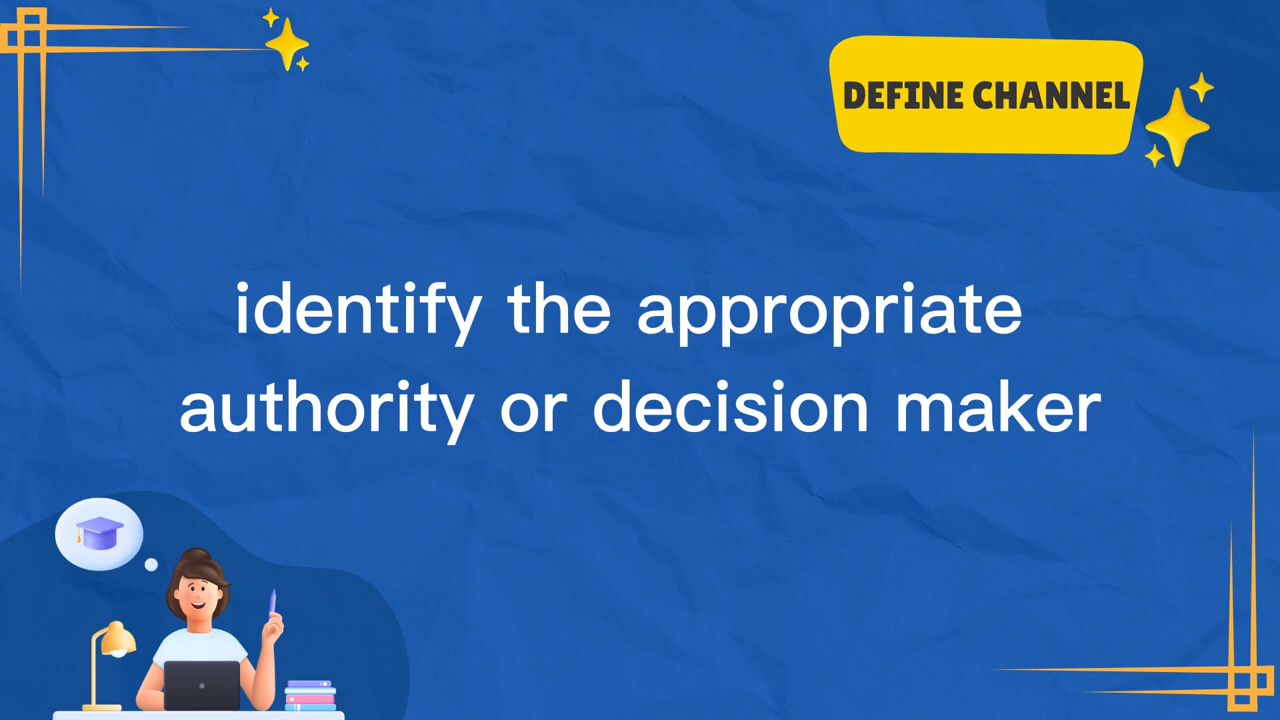 DEFINE CHANNEL
identify the appropriate
authority or decision maker